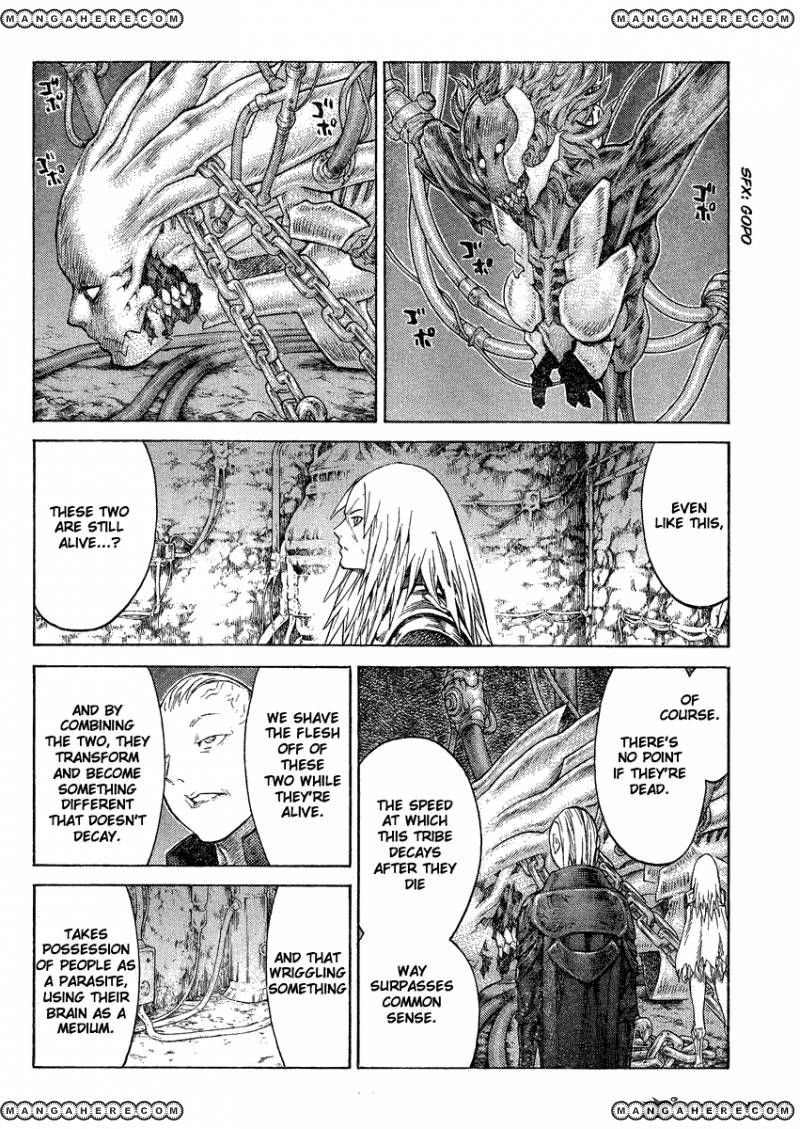 MANGAHERE.COM
MANGAHERE.COM
SFX: GOPO
ゴポ
ゴポ
ゴポ
ゴポ
ゴポ
ゴポ
EVEN
LIKE THIS,
THESE TWO
ARE STILL
ALIVE...?
OF
COURSE.
THERE'S
NO POINT
IF THEY'RE
DEAD.
THE SPEED
AT WHICH
THIS TRIBE
DECAYS
AFTER THEY
DIE
WAY
SURPASSES
COMMON
SENSE.
WE SHAVE
THE FLESH
OFF OF
THESE
TWO WHILE
THEY'RE
ALIVE.
AND BY
COMBINING
THE TWO, THEY
TRANSFORM
AND BECOME
SOMETHING
DIFFERENT
THAT DOESN'T
DECAY.
AND THAT
WRIGGLING
SOMETHING
TAKES
POSSESSION
OF PEOPLE AS
A PARASITE,
USING THEIR
BRAIN AS A
MEDIUM.
MANGAHERE.COM
MANGAHERE.COM